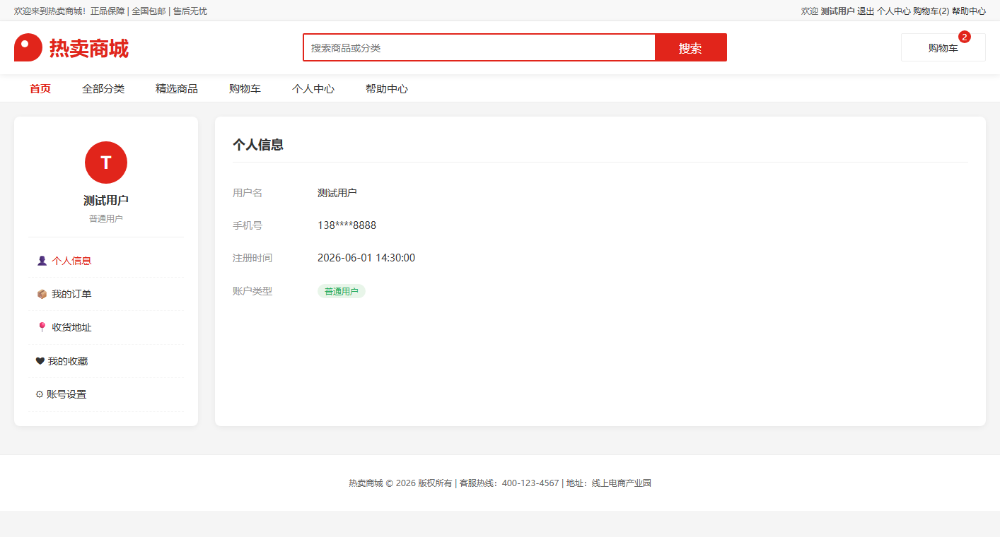 欢迎来到热卖商城！正品保障 | 全国包邮 | 售后无忧
欢迎 测试用户 退出 个人中心 购物车(2) 帮助中心
热卖商城
搜索商品或分类
搜索
购物车
2
首页 全部分类 精选商品 购物车 个人中心 帮助中心
T
测试用户
普通用户
个人信息
我的订单
收货地址
我的收藏
账号设置
个人信息
用户名 测试用户
手机号 138****8888
注册时间 2026-06-01 14:30:00
账户类型 普通用户
热卖商城 © 2026 版权所有 | 客服热线：400-123-4567 | 地址：线上电商产业园